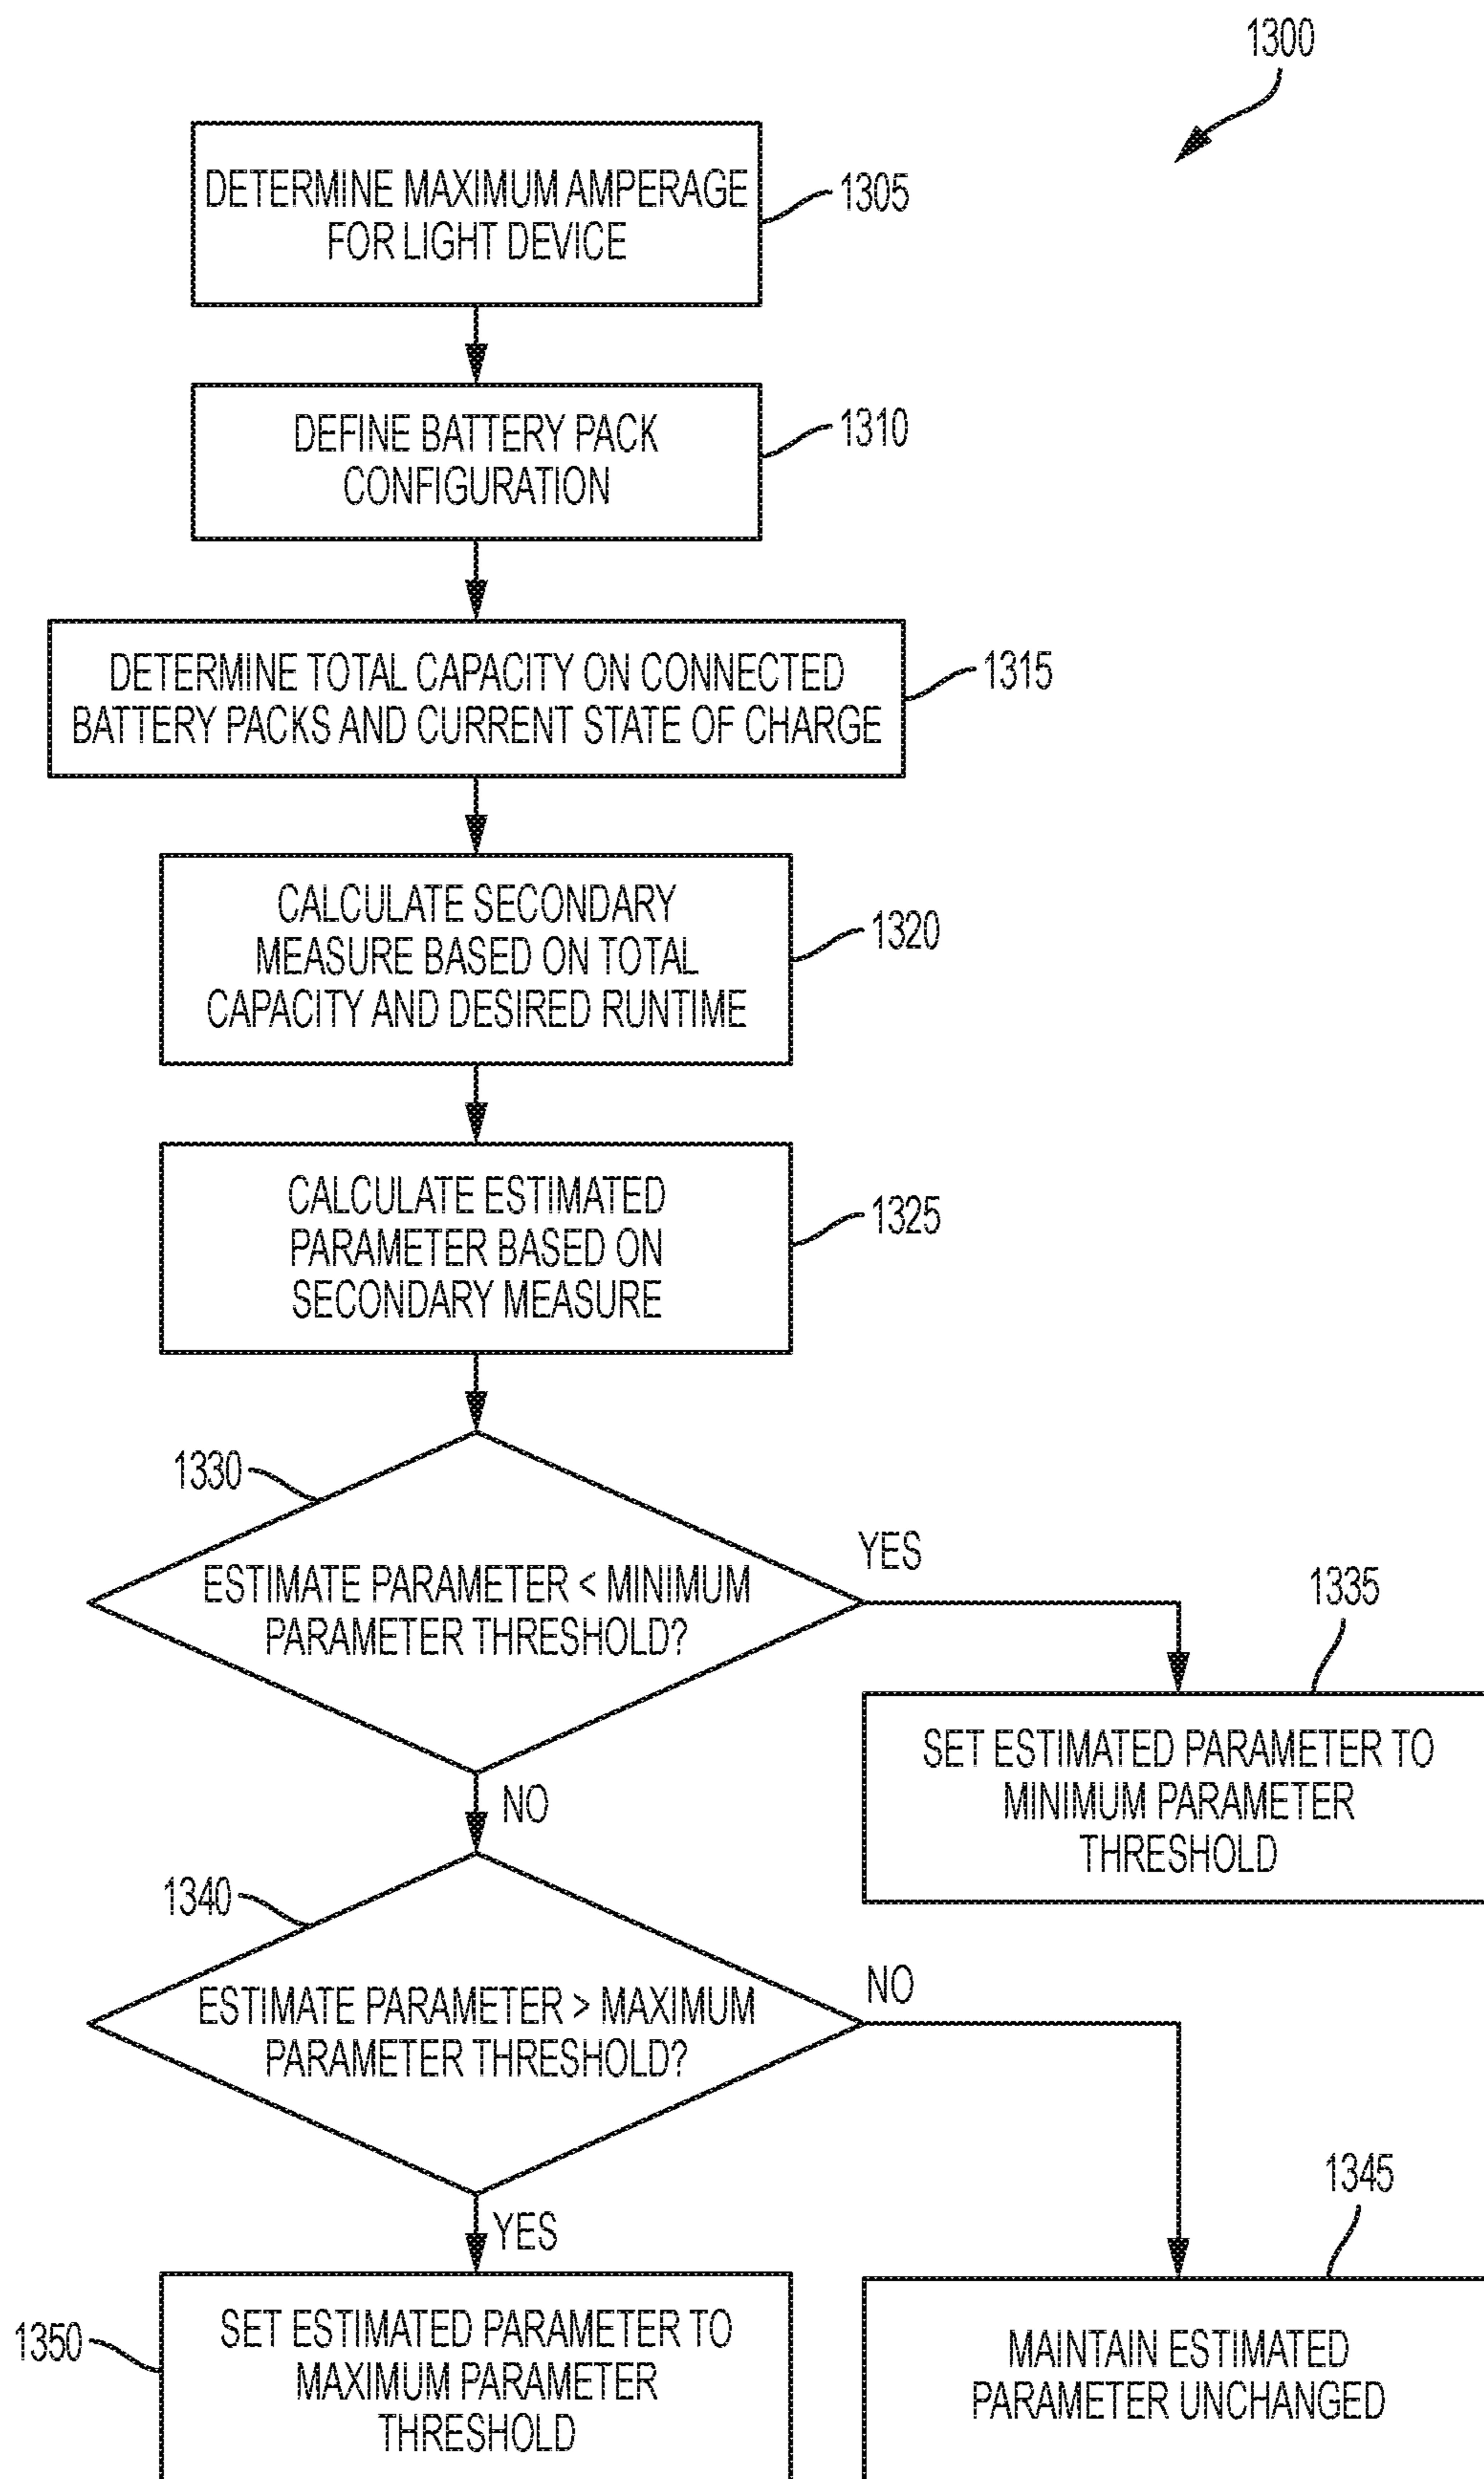 1300
DETERMINE MAXIMUM AMPERAGE
FOR LIGHT DEVICE
1305
DEFINE BATTERY PACK
CONFIGURATION
1310
DETERMINE TOTAL CAPACITY ON CONNECTED
BATTERY PACKS AND CURRENT STATE OF CHARGE
1315
CALCULATE SECONDARY
MEASURE BASED ON TOTAL
CAPACITY AND DESIRED RUNTIME
1320
CALCULATE ESTIMATED
PARAMETER BASED ON
SECONDARY MEASURE
1325
1330
ESTIMATE PARAMETER < MINIMUM
PARAMETER THRESHOLD?
YES
1335
SET ESTIMATED PARAMETER TO
MINIMUM PARAMETER
THRESHOLD
NO
1340
ESTIMATE PARAMETER > MAXIMUM
PARAMETER THRESHOLD?
NO
1345
MAINTAIN ESTIMATED
PARAMETER UNCHANGED
YES
1350
SET ESTIMATED PARAMETER TO
MAXIMUM PARAMETER
THRESHOLD